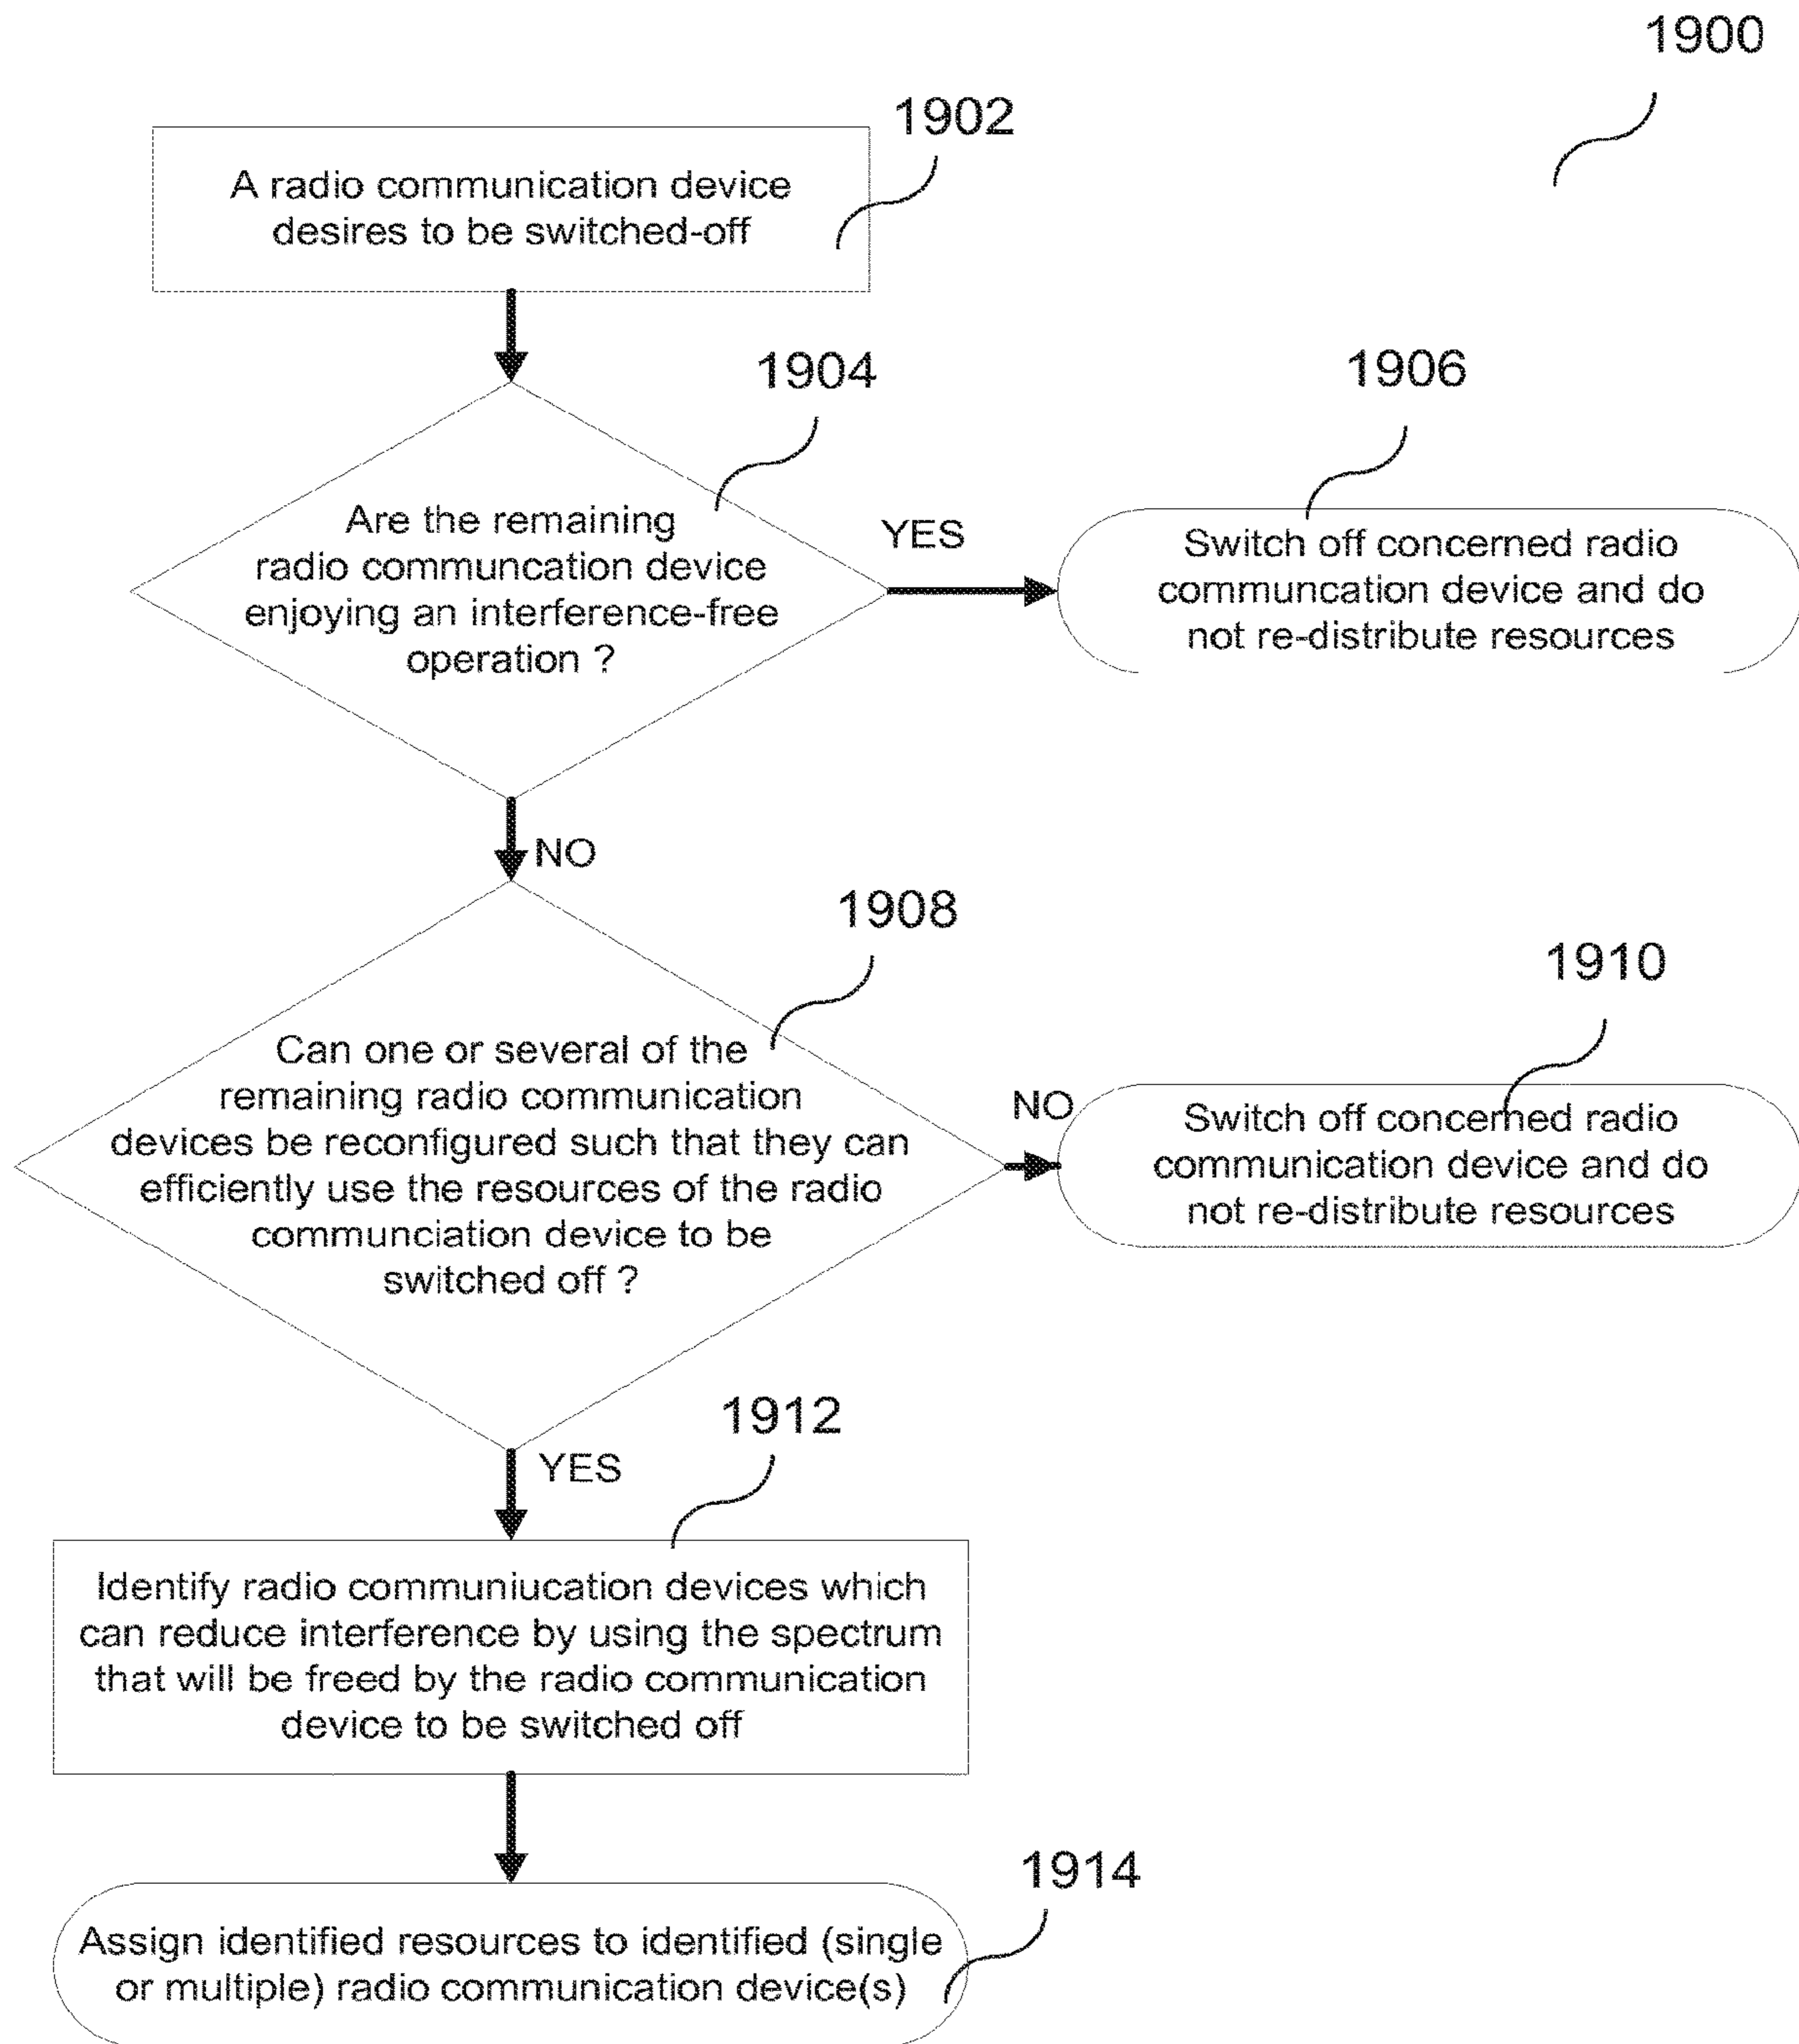 1900
1902
A radio communication device
desires to be switched-off
1904
Are the remaining
radio communcation device
enjoying an interference-free
operation ?
YES
1906
Switch off concerned radio
communcation device and do
not re-distribute resources
NO
1908
Can one or several of the
remaining radio communication
devices be reconfigured such that they can
efficiently use the resources of the radio
communciation device to be
switched off ?
NO
1910
Switch off concerned radio
communication device and do
not re-distribute resources
YES
1912
Identify radio communiucation devices which
can reduce interference by using the spectrum
that will be freed by the radio communication
device to be switched off
1914
Assign identified resources to identified (single
or multiple) radio communication device(s)